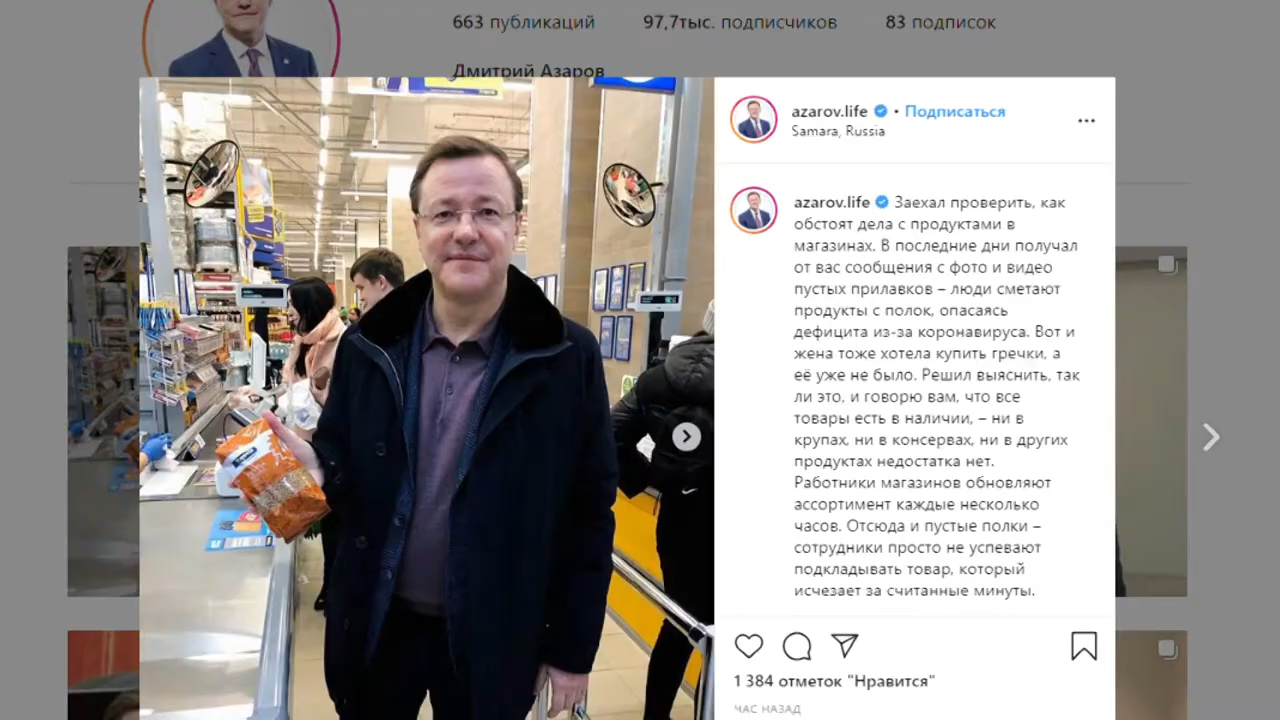 663 публикаций 97,7тыс. подписчиков 83 подписок
Дмитрий Азаров
azarov.life • Подписаться
Samara, Russia
azarov.life Заехал проверить, как
обстоят дела с продуктами в
магазинах. В последние дни получал
от вас сообщения с фото и видео
пустых прилавков – люди сметают
продукты с полок, опасаясь
дефицита из-за коронавируса. Вот и
жена тоже хотела купить гречки, а
её уже не было. Решил выяснить, так
ли это, и говорю вам, что все
товары есть в наличии, – ни в
крупах, ни в консервах, ни в других
продуктах недостатка нет.
Работники магазинов обновляют
ассортимент каждые несколько
часов. Отсюда и пустые полки –
сотрудники просто не успевают
подкладывать товар, который
исчезает за считанные минуты.
1 384 отметок "Нравится"
ЧАС НАЗАД